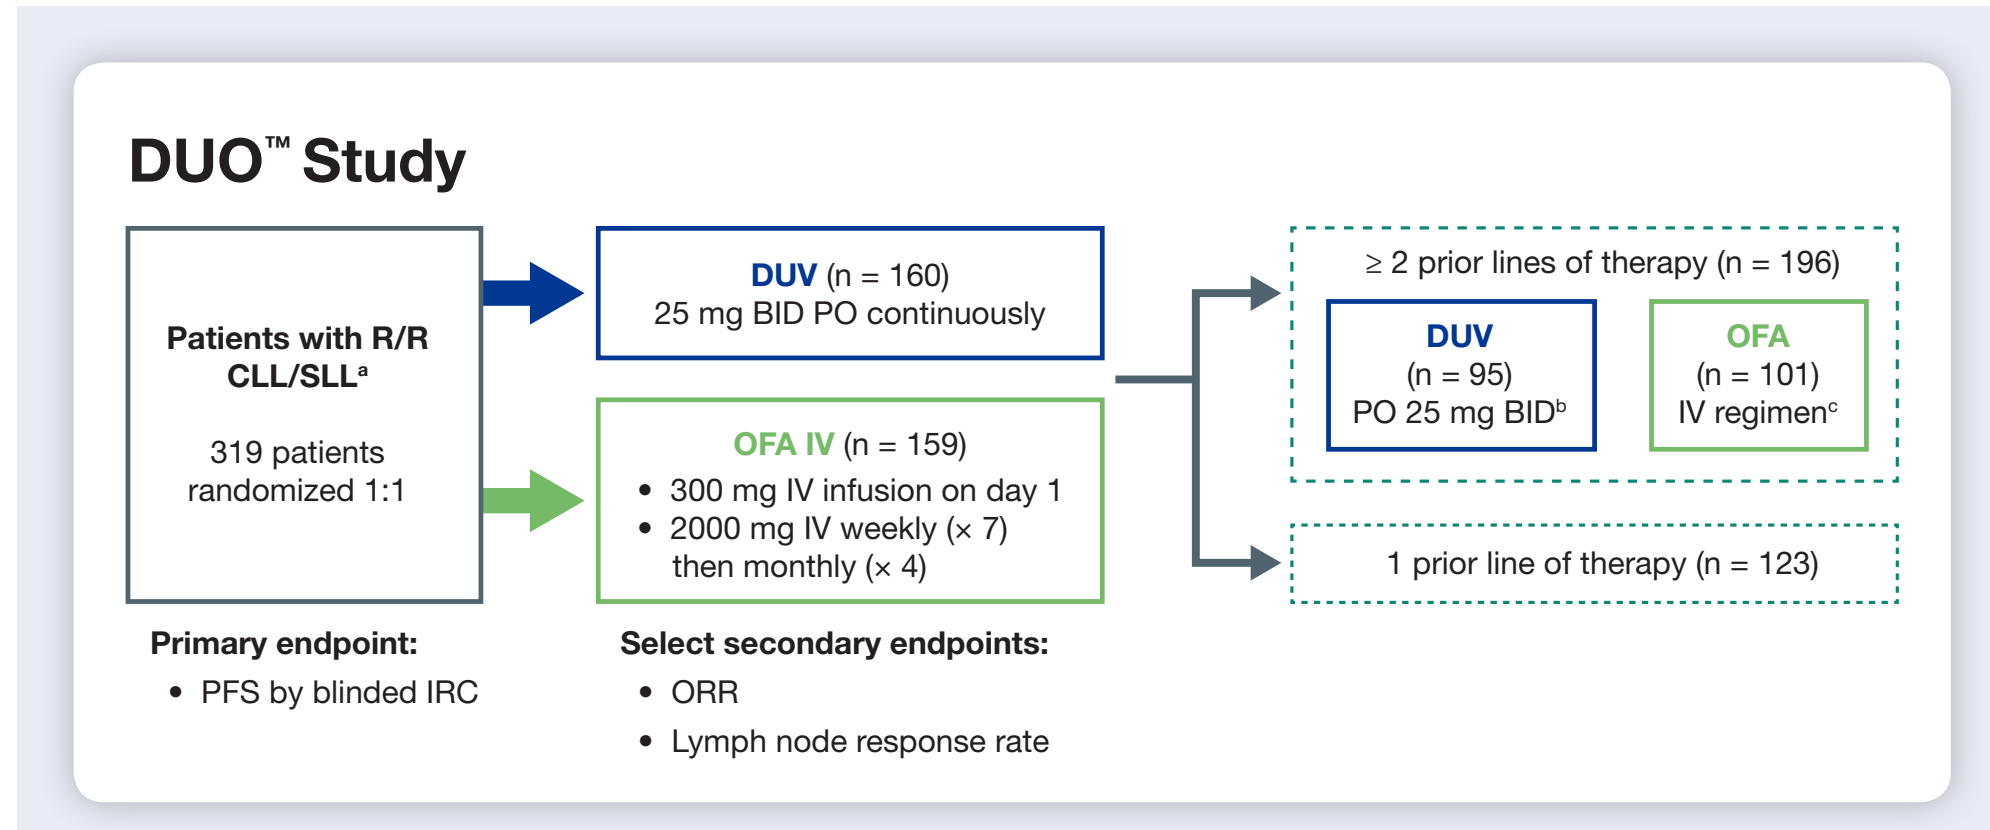 DUO™ Study
Patients with R/R
CLL/SLLa
319 patients
randomized 1:1
DUV (n = 160)
25 mg BID PO continuously
OFA IV (n = 159)
• 300 mg IV infusion on day 1
• 2000 mg IV weekly (× 7)
then monthly (× 4)
≥ 2 prior lines of therapy (n = 196)
DUV
(n = 95)
PO 25 mg BIDb
OFA
(n = 101)
IV regimenc
1 prior line of therapy (n = 123)
Primary endpoint:
• PFS by blinded IRC
Select secondary endpoints:
• ORR
• Lymph node response rate